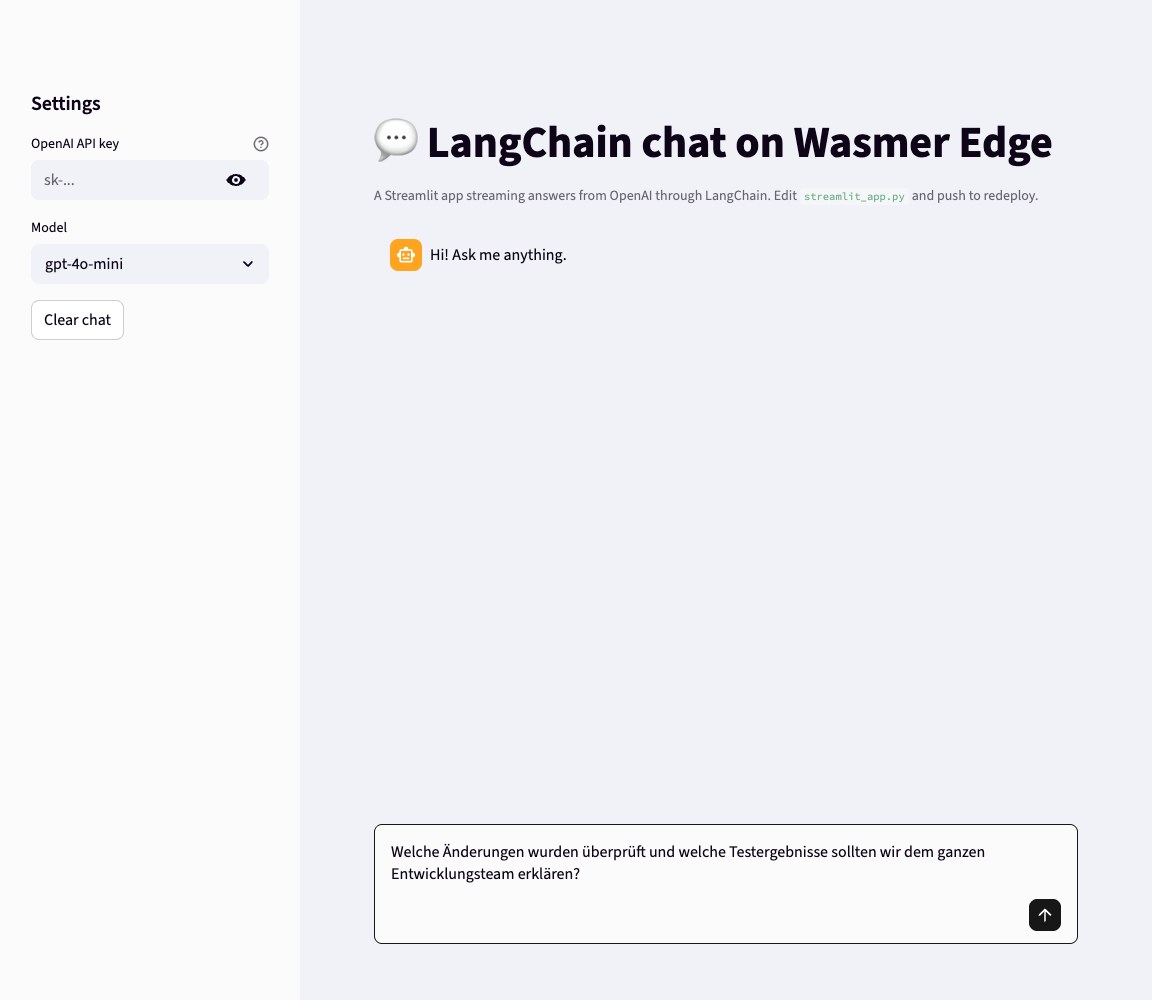 Settings
OpenAI API key
sk-...
Model
gpt-4o-mini
Clear chat
LangChain chat on Wasmer Edge
A Streamlit app streaming answers from OpenAI through LangChain. Edit streamlit_app.py and push to redeploy.
Hi! Ask me anything.
Welche Änderungen wurden überprüft und welche Testergebnisse sollten wir dem ganzen
Entwicklungsteam erklären?